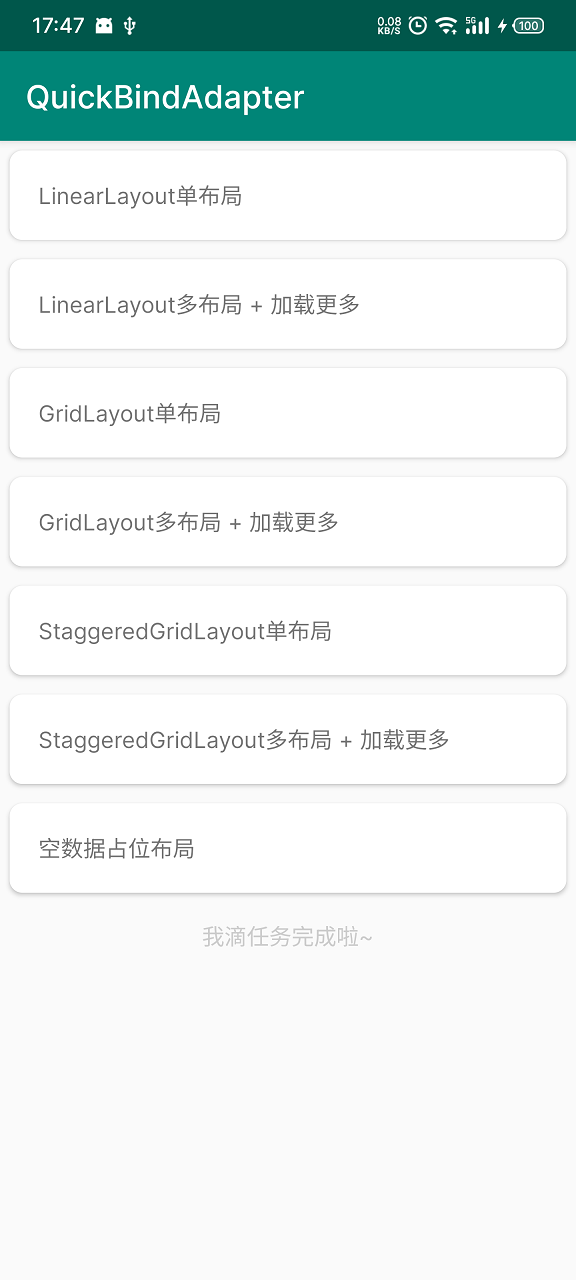 17:47
0.08
KB/S
5G
100
QuickBindAdapter
LinearLayout单布局
LinearLayout多布局 + 加载更多
GridLayout单布局
GridLayout多布局 + 加载更多
StaggeredGridLayout单布局
StaggeredGridLayout多布局 + 加载更多
空数据占位布局
我滴任务完成啦~